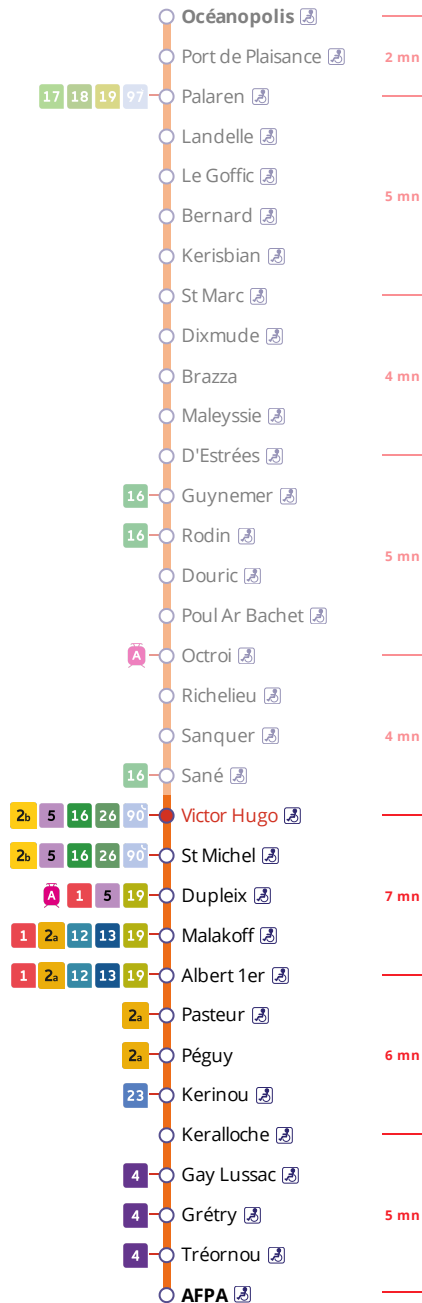 Océanopolis
Port de Plaisance
2 mn
17 18 19 97 Palaren
Landelle
Le Goffic
5 mn
Bernard
Kerisbian
St Marc
Dixmude
Brazza
4 mn
Maleyssie
D'Estrées
16 Guynemer
16 Rodin
5 mn
Douric
Poul Ar Bachet
A Octroi
Richelieu
Sanquer
4 mn
16 Sané
2b 5 16 26 90` Victor Hugo
2b 5 16 26 90` St Michel
A 1 5 19 Dupleix
7 mn
1 2a 12 13 19 Malakoff
1 2a 12 13 19 Albert 1er
2a Pasteur
2a Péguy
6 mn
23 Kerinou
Keralloche
4 Gay Lussac
4 Grétry
5 mn
4 Tréornou
AFPA